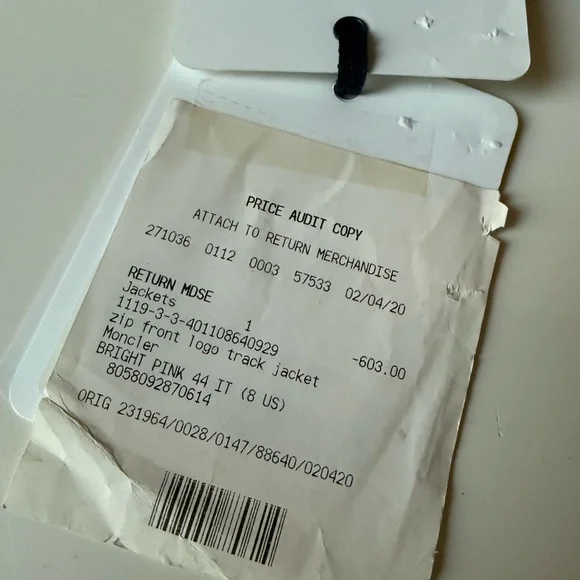 PRICE AUDIT COPY
ATTACH TO RETURN MERCHANDISE
271036 0112 0003 57533 02/04/20
RETURN MDSE
Jackets 1
1119-3-3-401108640929 -603.00
zip front logo track jacket
Moncler
BRIGHT PINK 44 IT (8 US)
8058092870614
ORIG 231964/0028/0147/88640/020420